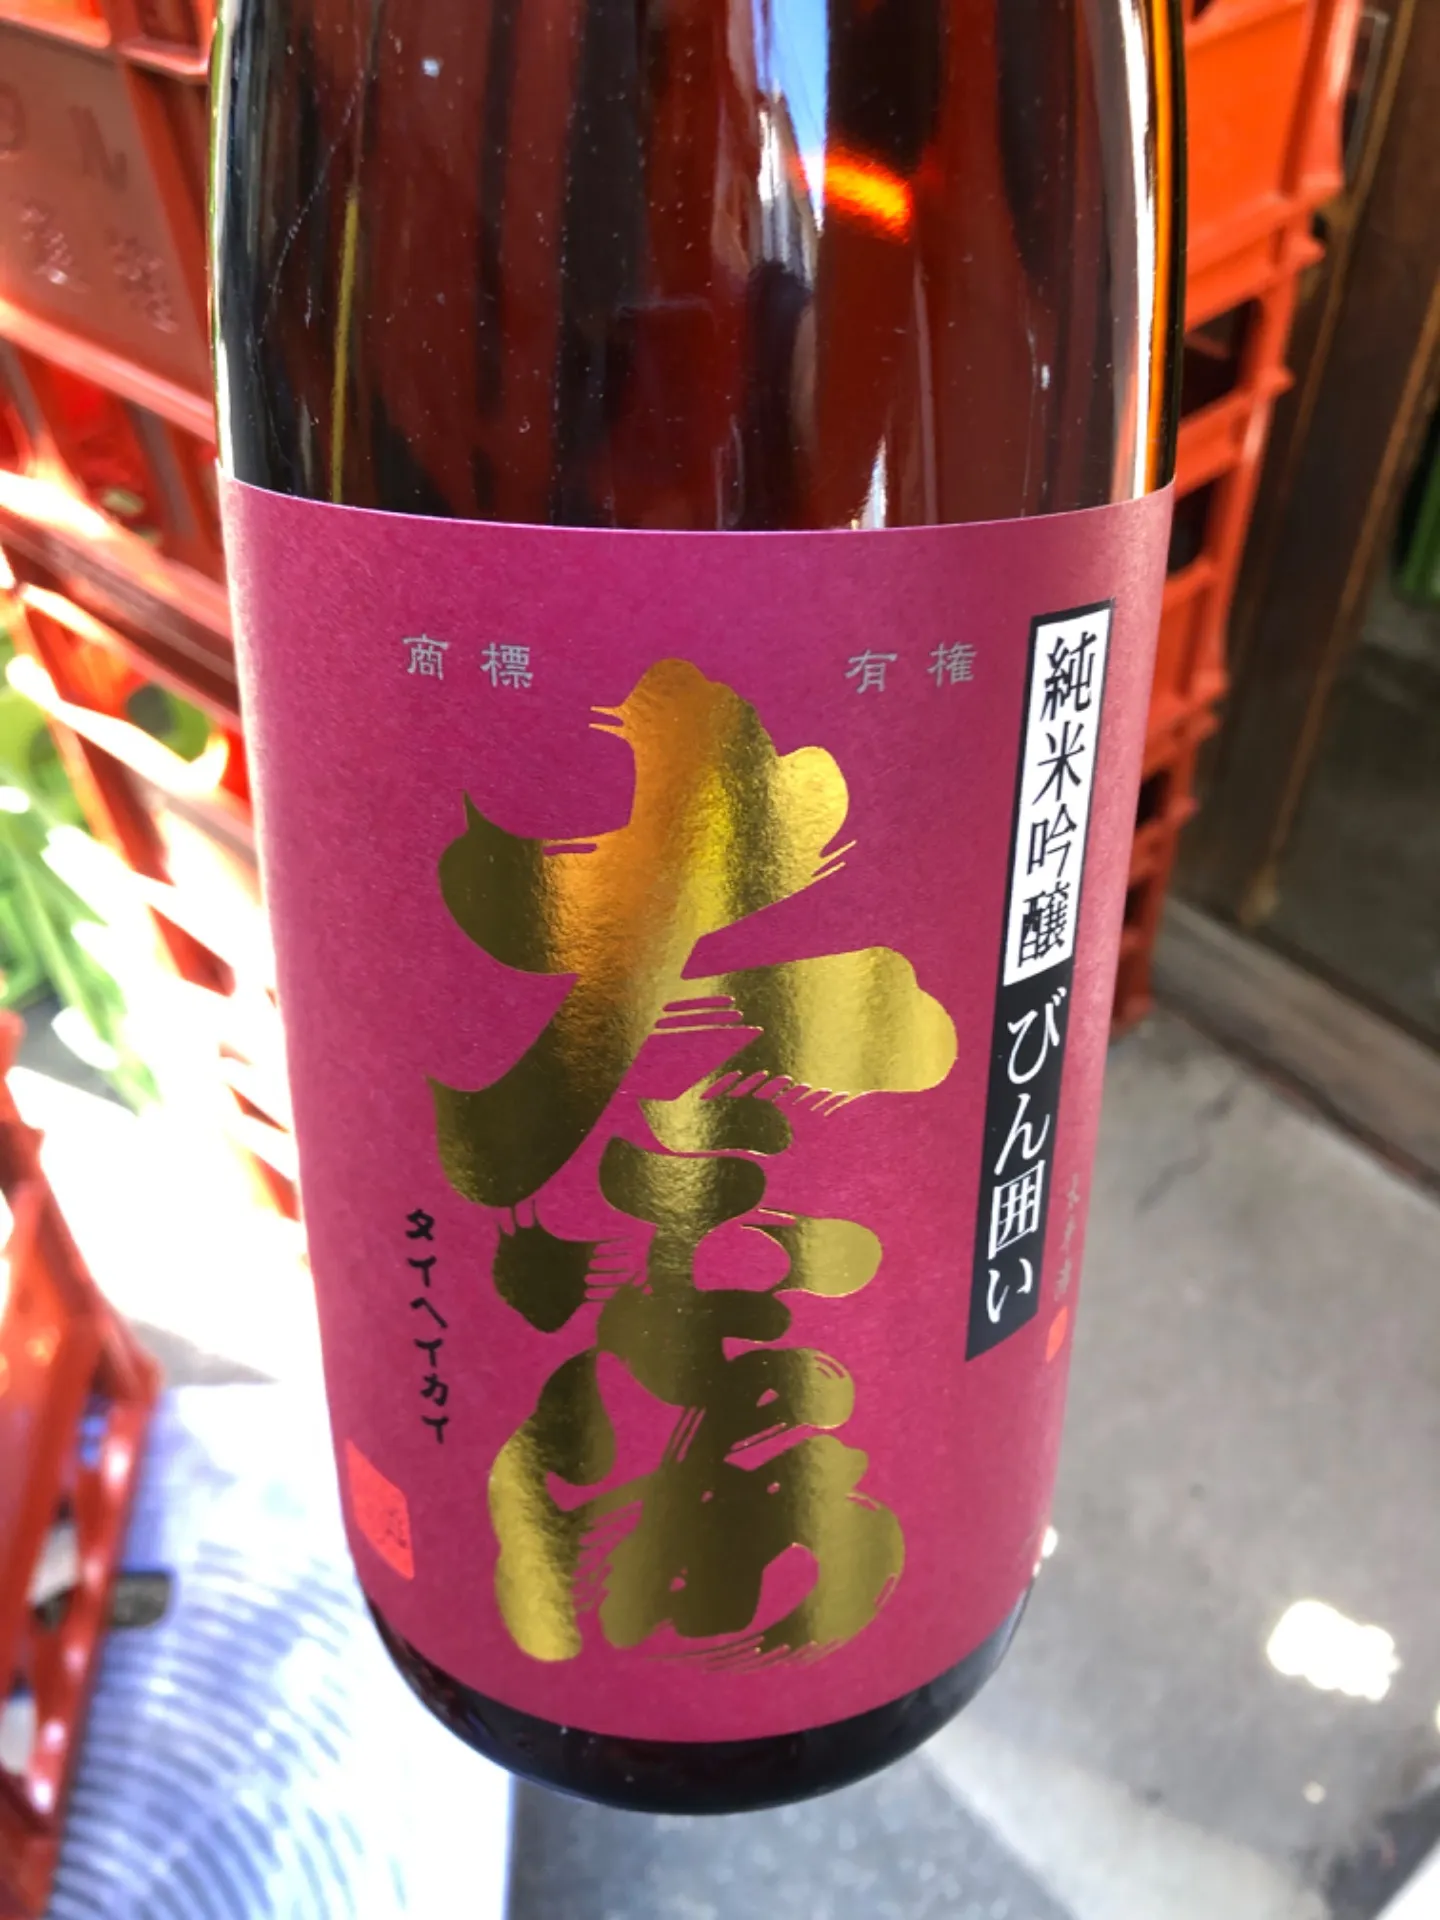 商標
有権
純米吟醸
びん囲い
太平海
タイヘイカイ